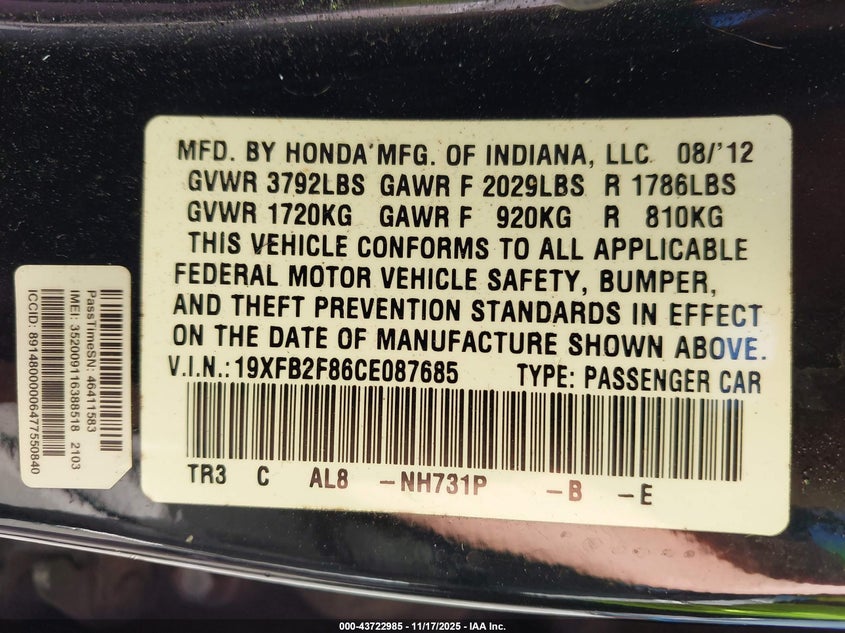 MFD. BY HONDA MFG. OF INDIANA, LLC 08/'12
GVWR 3792LBS GAWR F 2029LBS R 1786LBS
GVWR 1720KG GAWR F 920KG R 810KG
THIS VEHICLE CONFORMS TO ALL APPLICABLE
FEDERAL MOTOR VEHICLE SAFETY, BUMPER,
AND THEFT PREVENTION STANDARDS IN EFFECT
ON THE DATE OF MANUFACTURE SHOWN ABOVE.
V.I.N.:19XFB2F86CE087685 TYPE: PASSENGER CAR
TR3 C AL8 -NH731P -B -E
PassTimeSN: 46411583
IMEI: 352009116388518 2103
ICCID: 89148000006477550840
000-43722985 - 11/17/2025 - IAA Inc.